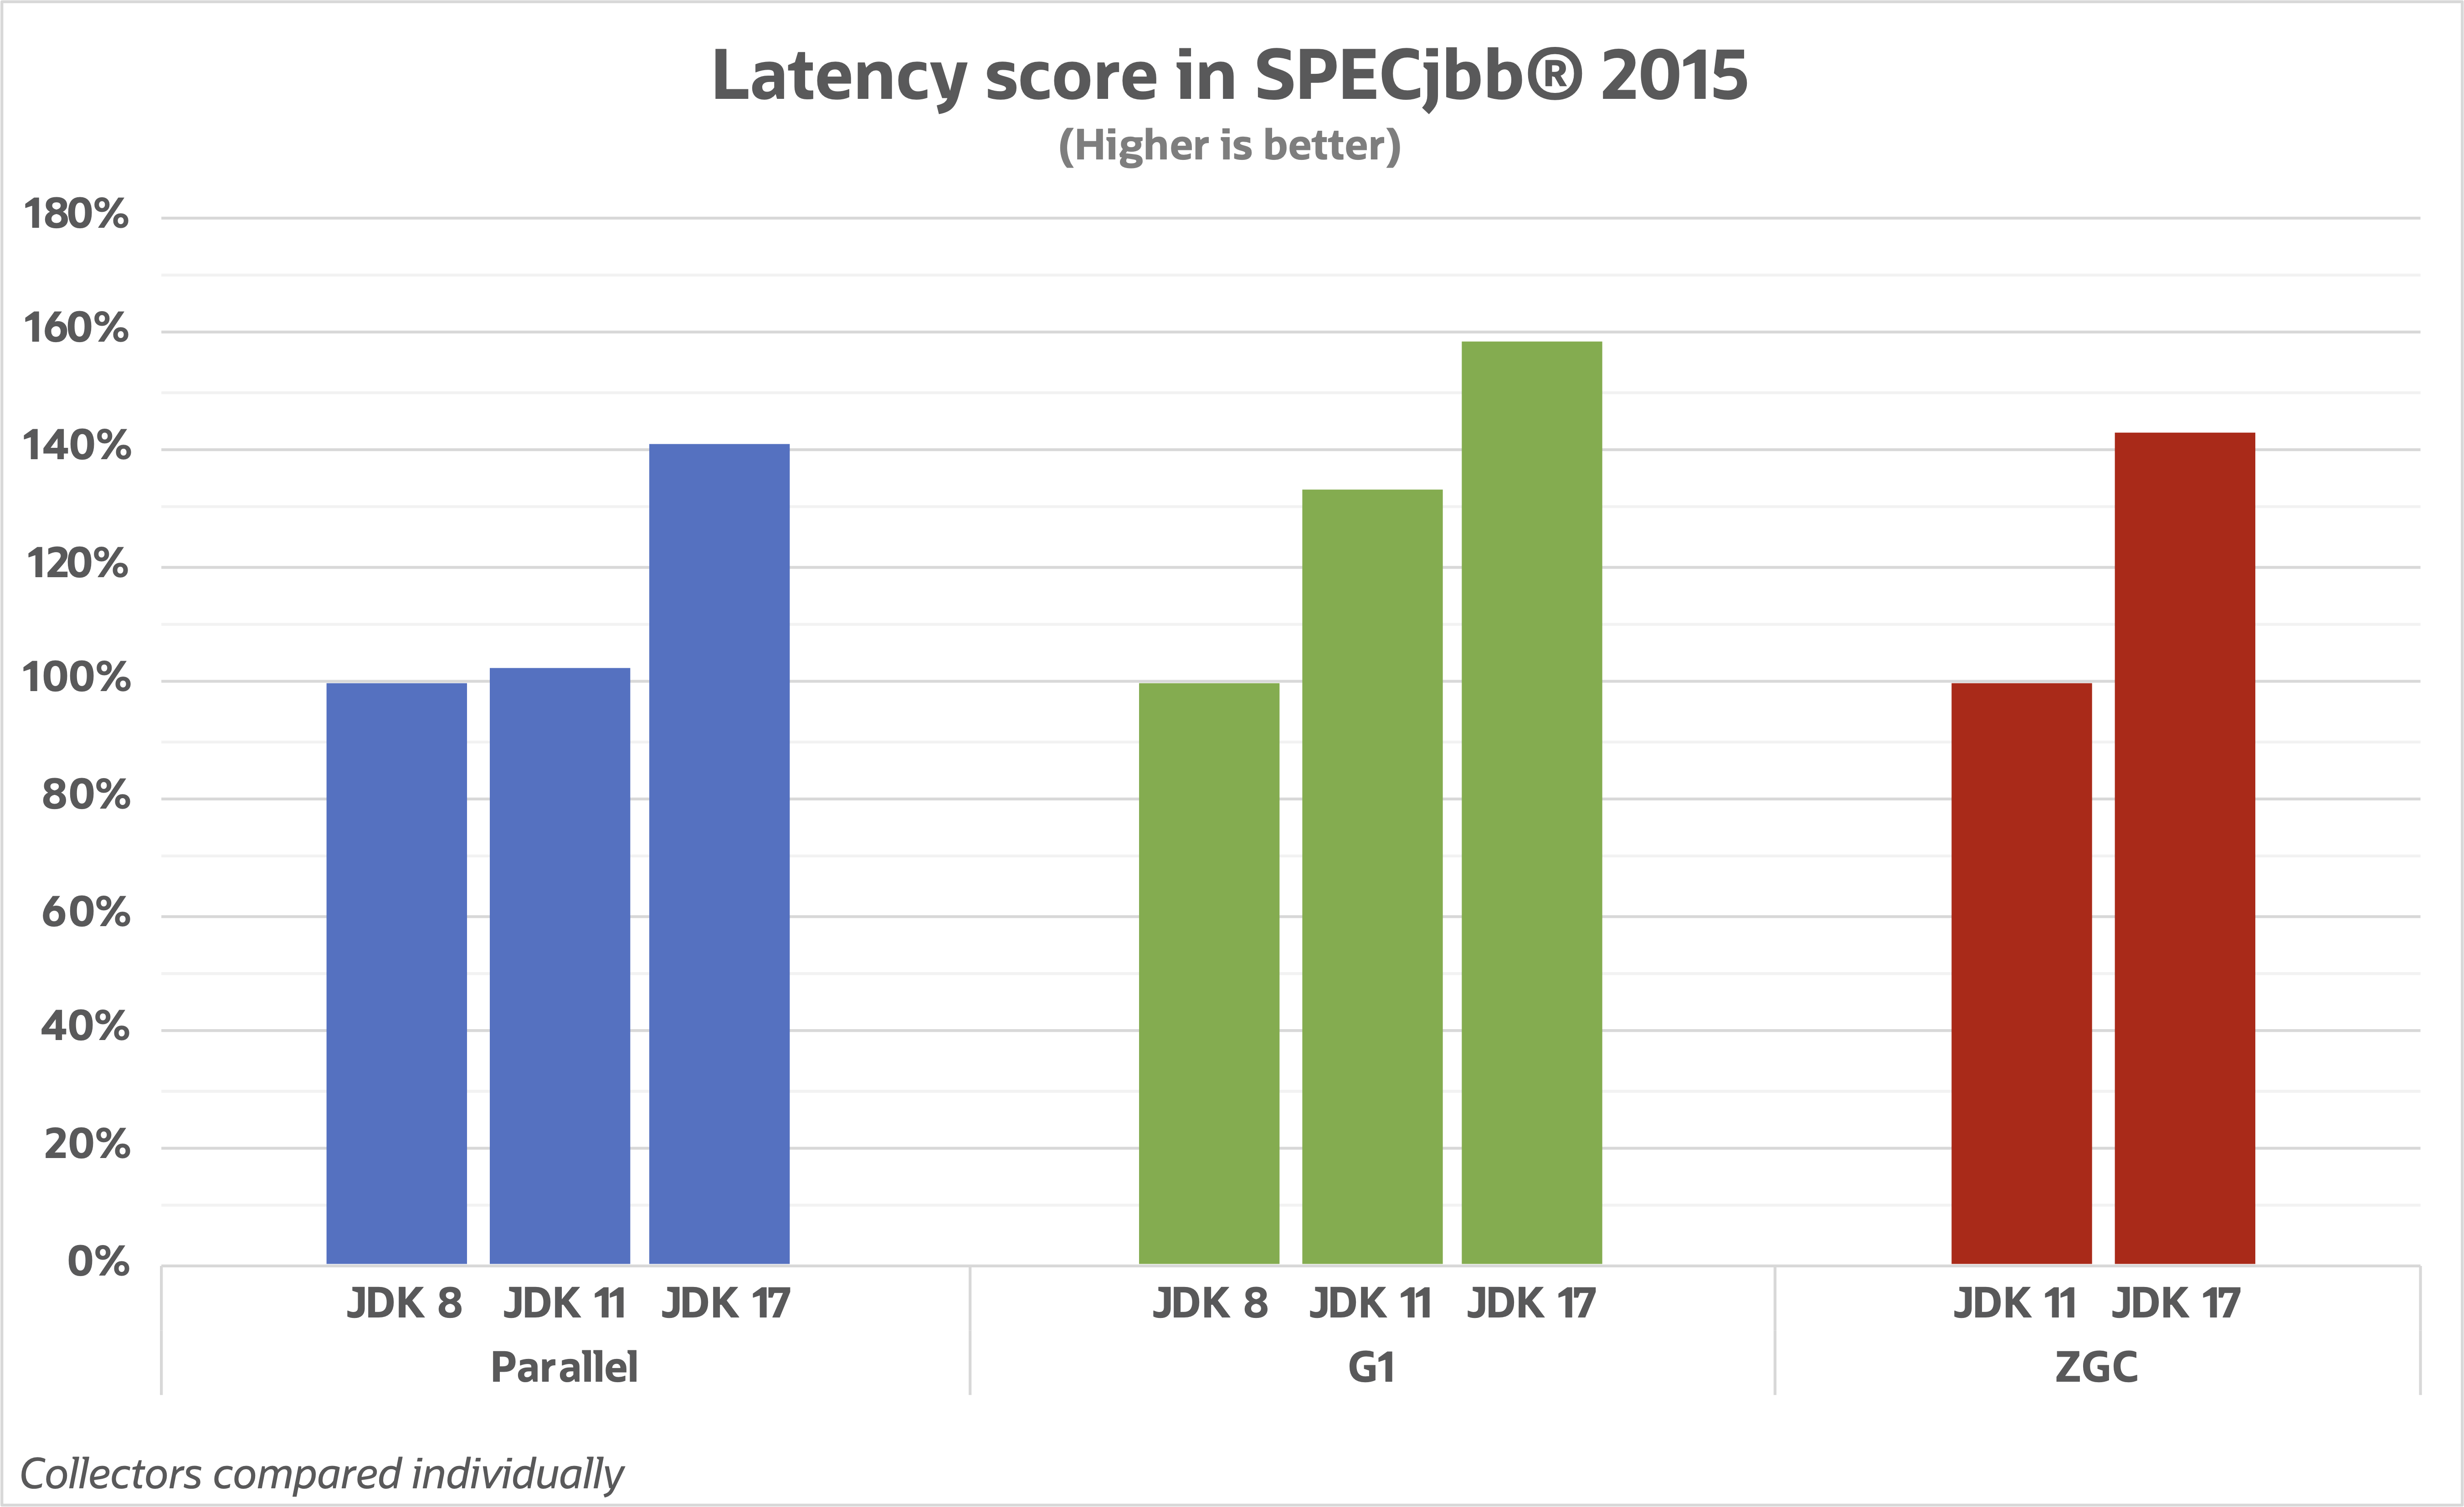 Latency score in SPECjbb® 2015
(Higher is better)
180%
160%
140%
120%
100%
80%
60%
40%
20%
0%
JDK 8 JDK 11 JDK 17 JDK 8 JDK 11 JDK 17 JDK 11 JDK 17
Parallel G1 ZGC
Collectors compared individually